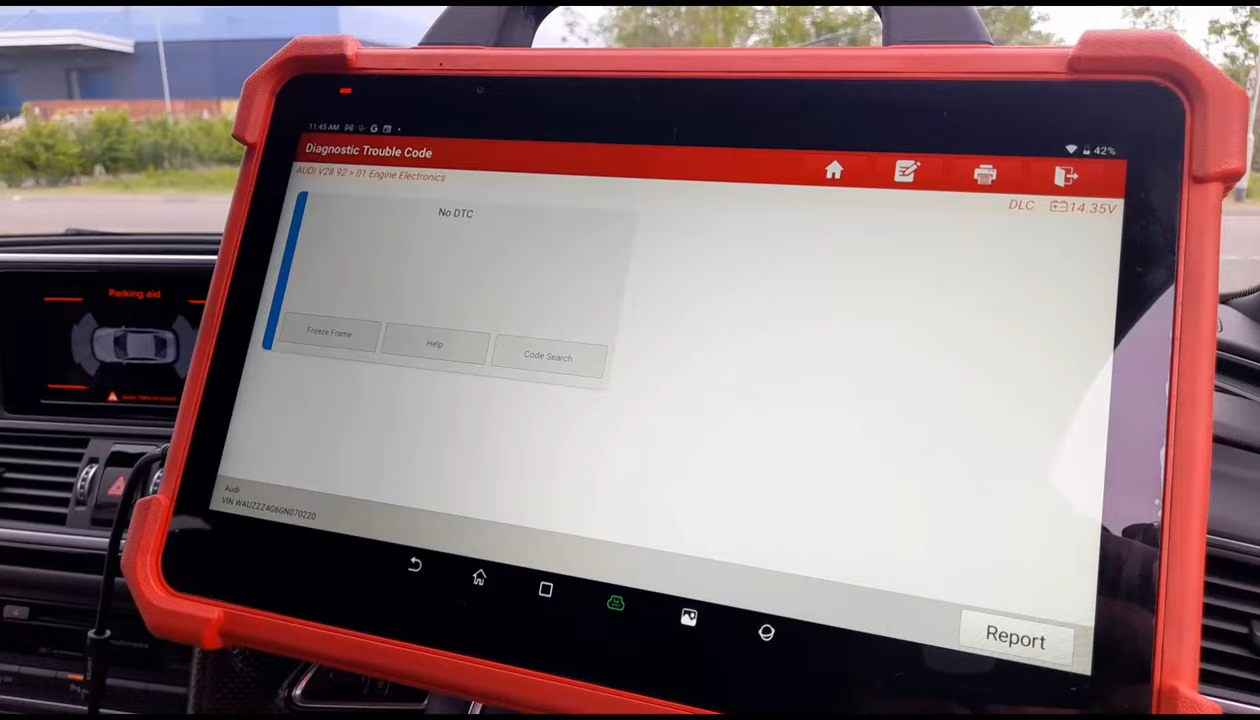 11:45 AM
42%
Diagnostic Trouble Code
AUDI V28.92 > 01 Engine Electronics
DLC 14.35V
No DTC
Freeze Frame
Help
Code Search
Parking aid
Audi
VIN WAUZZZ4G6GN070220
Report